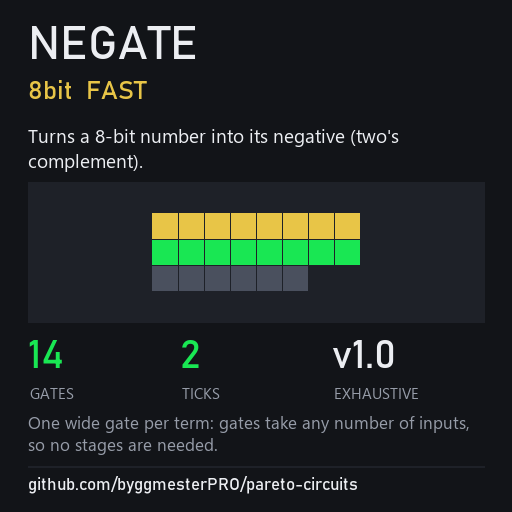 NEGATE
8bit FAST
Turns a 8-bit number into its negative (two's
complement).
14
2
v1.0
GATES
TICKS
EXHAUSTIVE
One wide gate per term: gates take any number of inputs,
so no stages are needed.
github.com/byggmesterPRO/pareto-circuits